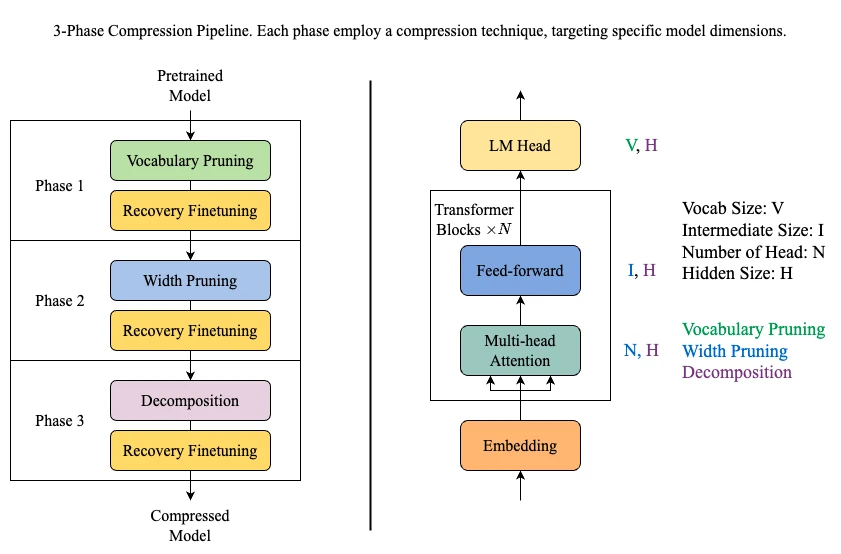 3-Phase Compression Pipeline. Each phase employ a compression technique, targeting specific model dimensions.
Pretrained
Model
Phase 1
Vocabulary Pruning
Recovery Finetuning
Phase 2
Width Pruning
Recovery Finetuning
Phase 3
Decomposition
Recovery Finetuning
Compressed
Model
LM Head
V, H
Transformer
Blocks ×N
Feed-forward
I, H
Multi-head
Attention
N, H
Embedding
Vocab Size: V
Intermediate Size: I
Number of Head: N
Hidden Size: H
Vocabulary Pruning
Width Pruning
Decomposition